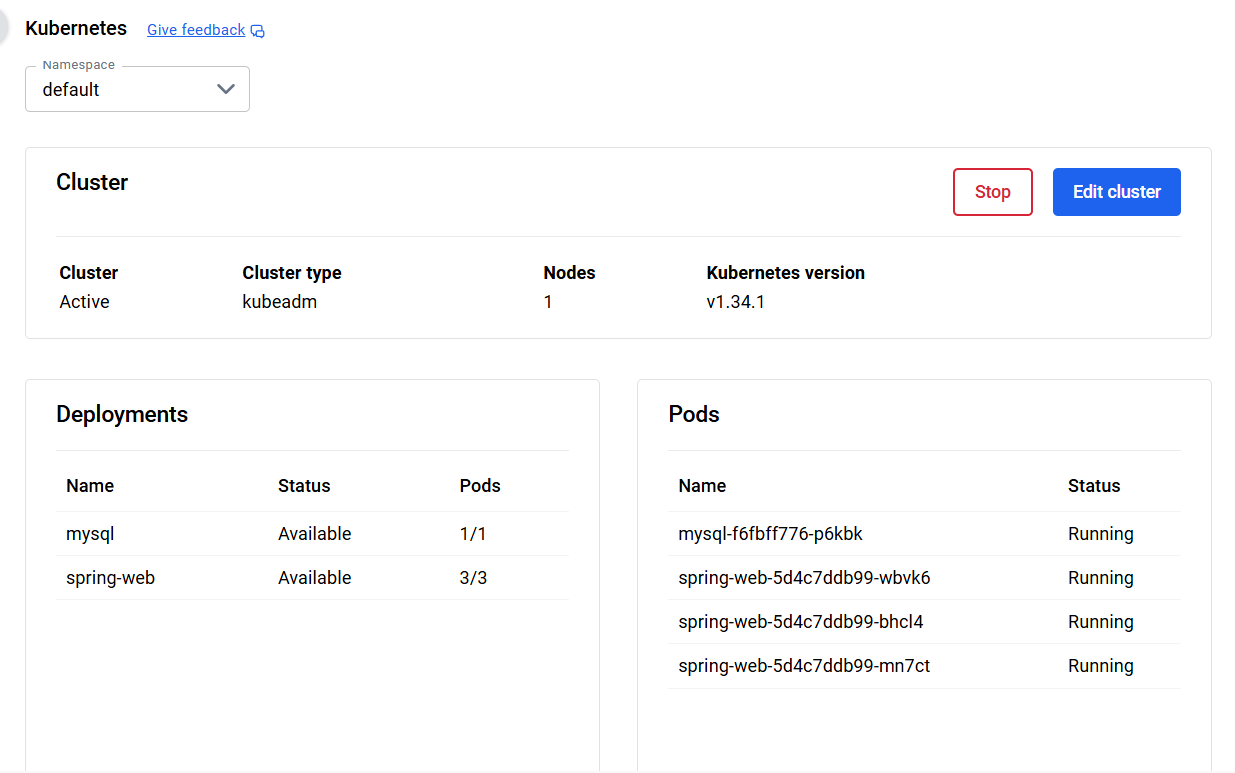 Kubernetes Give feedback
Namespace
default
Cluster
Stop Edit cluster
Cluster Cluster type Nodes Kubernetes version
Active kubeadm 1 v1.34.1
Deployments
Name Status Pods
mysql Available 1/1
spring-web Available 3/3
Pods
Name Status
mysql-f6fbff776-p6kbk Running
spring-web-5d4c7ddb99-wbvk6 Running
spring-web-5d4c7ddb99-bhcl4 Running
spring-web-5d4c7ddb99-mn7ct Running